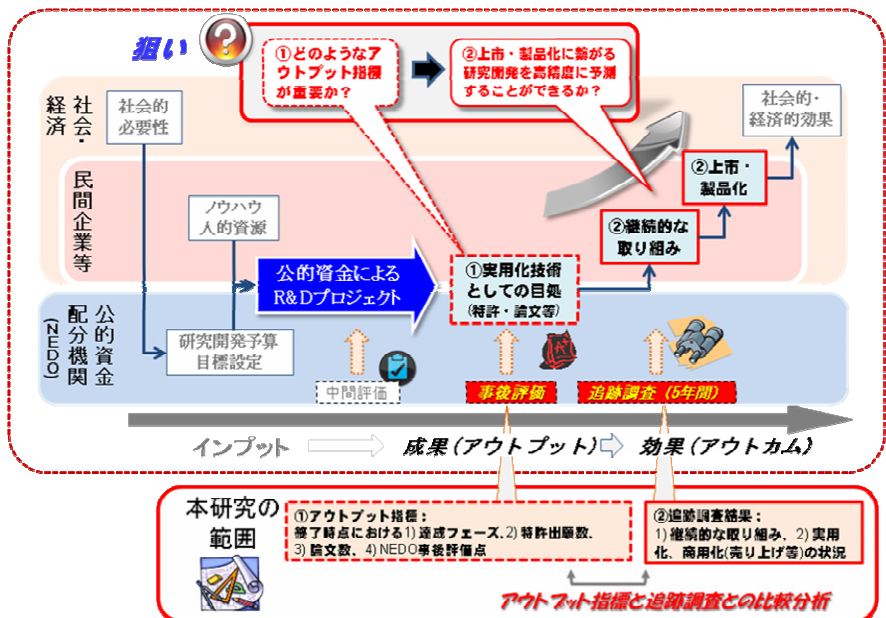 狙い
①どのようなア
ウトプット指標
が重要か？
②上市・製品化に繋がる
研究開発を高精度に予測
することができるか？
社会・
経済
社会的
必要性
社会的・
経済的効果
民間企業等
ノウハウ
人的資源
②上市・
製品化
②継続的な
取り組み
公的資金による
R&Dプロジェクト
①実用化技術
としての目処
(特許・論文等)
公的資金
配分機関
(NEDO)
研究開発予算
目標設定
中間評価
事後評価
追跡調査（5年間）
インプット
成果(アウトプット)
効果(アウトカム)
本研究の
範囲
①アウトプット指標：
終了時点における1) 達成フェーズ、2) 特許出願数、
3) 論文数、4) NEDO事後評価点
②追跡調査結果：
1) 継続的な取り組み、2) 実用
化、商用化(売り上げ等)の状況
アウトプット指標と追跡調査との比較分析